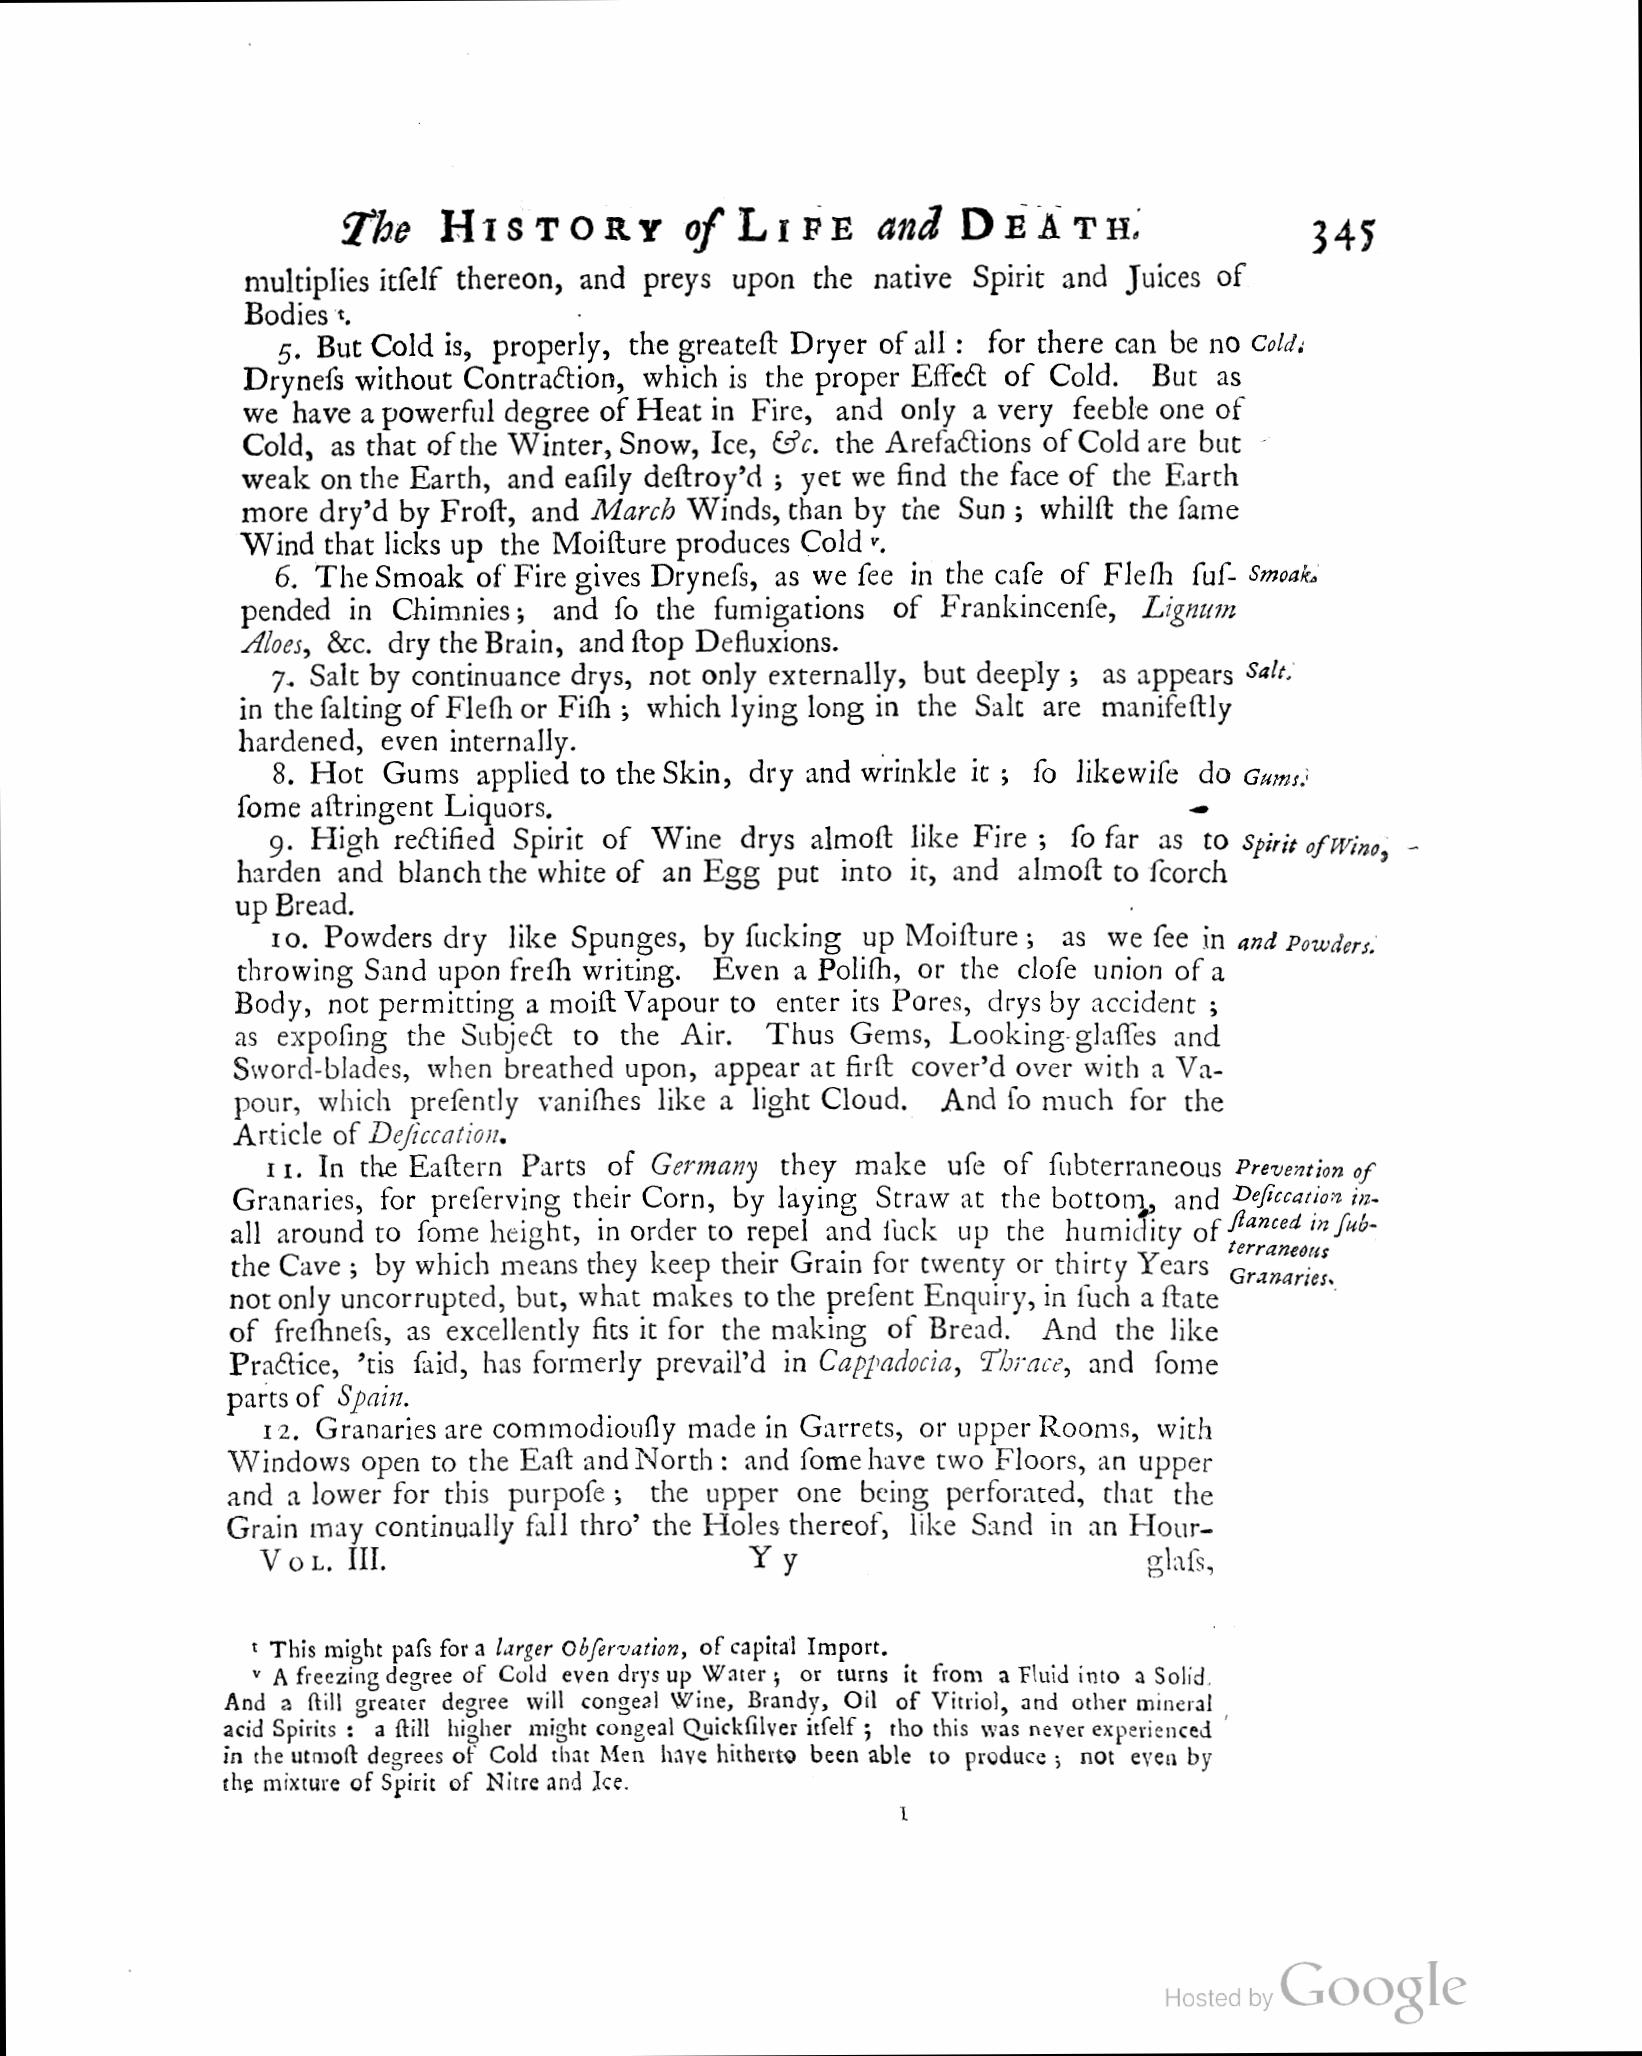 The HISTORY of LIFE and DEATH. 345
multiplies itſelf thereon, and preys upon the native Spirit and Juices of
Bodies t.
5. But Cold is, properly, the greateſt Dryer of all : for there can be no Cold.
Dryneſs without Contraction, which is the proper Effect of Cold. But as
we have a powerful degree of Heat in Fire, and only a very feeble one of
Cold, as that of the Winter, Snow, Ice, &c. the Arefactions of Cold are but
weak on the Earth, and eaſily deſtroy'd ; yet we find the face of the Earth
more dry'd by Froſt, and March Winds, than by the Sun ; whilſt the ſame
Wind that licks up the Moiſture produces Cold v.
6. The Smoak of Fire gives Dryneſs, as we ſee in the caſe of Fleſh ſuſ- Smoak.
pended in Chimnies ; and ſo the fumigations of Frankincenſe, Lignum
Aloes, &c. dry the Brain, and ſtop Defluxions.
7. Salt by continuance drys, not only externally, but deeply ; as appears Salt.
in the ſalting of Fleſh or Fiſh ; which lying long in the Salt are manifeſtly
hardened, even internally.
8. Hot Gums applied to the Skin, dry and wrinkle it ; ſo likewiſe do Gums.
ſome aſtringent Liquors.
9. High rectified Spirit of Wine drys almoſt like Fire ; ſo far as to Spirit of Wine,
harden and blanch the white of an Egg put into it, and almoſt to ſcorch
up Bread.
10. Powders dry like Spunges, by ſucking up Moiſture ; as we ſee in and Powders.
throwing Sand upon freſh writing. Even a Poliſh, or the cloſe union of a
Body, not permitting a moiſt Vapour to enter its Pores, drys by accident ;
as expoſing the Subject to the Air. Thus Gems, Looking-glaſſes and
Sword-blades, when breathed upon, appear at firſt cover'd over with a Va-
pour, which preſently vaniſhes like a light Cloud. And ſo much for the
Article of Deſiccation.
11. In the Eaſtern Parts of Germany they make uſe of ſubterraneous Prevention of
Granaries, for preſerving their Corn, by laying Straw at the bottom, and Deſiccation in-
all around to ſome height, in order to repel and ſuck up the humidity of ſtanced in ſub-
the Cave ; by which means they keep their Grain for twenty or thirty Years terraneous
Granaries.
not only uncorrupted, but, what makes to the preſent Enquiry, in ſuch a ſtate
of freſhneſs, as excellently fits it for the making of Bread. And the like
Practice, 'tis ſaid, has formerly prevail'd in Cappadocia, Thrace, and ſome
parts of Spain.
12. Granaries are commodiouſly made in Garrets, or upper Rooms, with
Windows open to the Eaſt and North : and ſome have two Floors, an upper
and a lower for this purpoſe ; the upper one being perforated, that the
Grain may continually fall thro' the Holes thereof, like Sand in an Hour-
VOL. III. Y y glaſs,
t This might paſs for a larger Obſervation, of capital Import.
v A freezing degree of Cold even drys up Water ; or turns it from a Fluid into a Solid.
And a ſtill greater degree will congeal Wine, Brandy, Oil of Vitriol, and other mineral
acid Spirits : a ſtill higher might congeal Quickſilver itſelf ; tho this was never experienced
in the utmoſt degrees of Cold that Men have hitherto been able to produce ; not even by
the mixture of Spirit of Nitre and Ice.
1
Hosted by Google